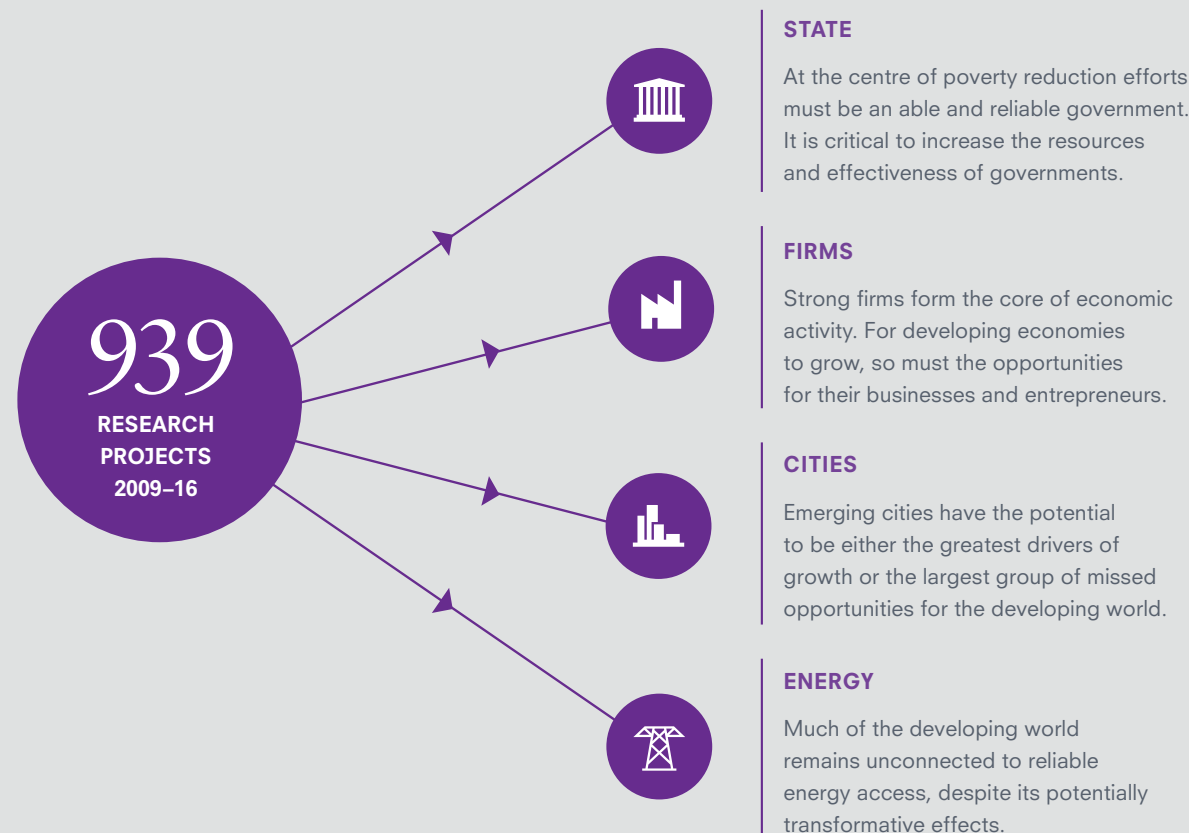 939
RESEARCH
PROJECTS
2009–16
STATE
At the centre of poverty reduction efforts
must be an able and reliable government.
It is critical to increase the resources
and effectiveness of governments.
FIRMS
Strong firms form the core of economic
activity. For developing economies
to grow, so must the opportunities
for their businesses and entrepreneurs.
CITIES
Emerging cities have the potential
to be either the greatest drivers of
growth or the largest group of missed
opportunities for the developing world.
ENERGY
Much of the developing world
remains unconnected to reliable
energy access, despite its potentially
transformative effects.